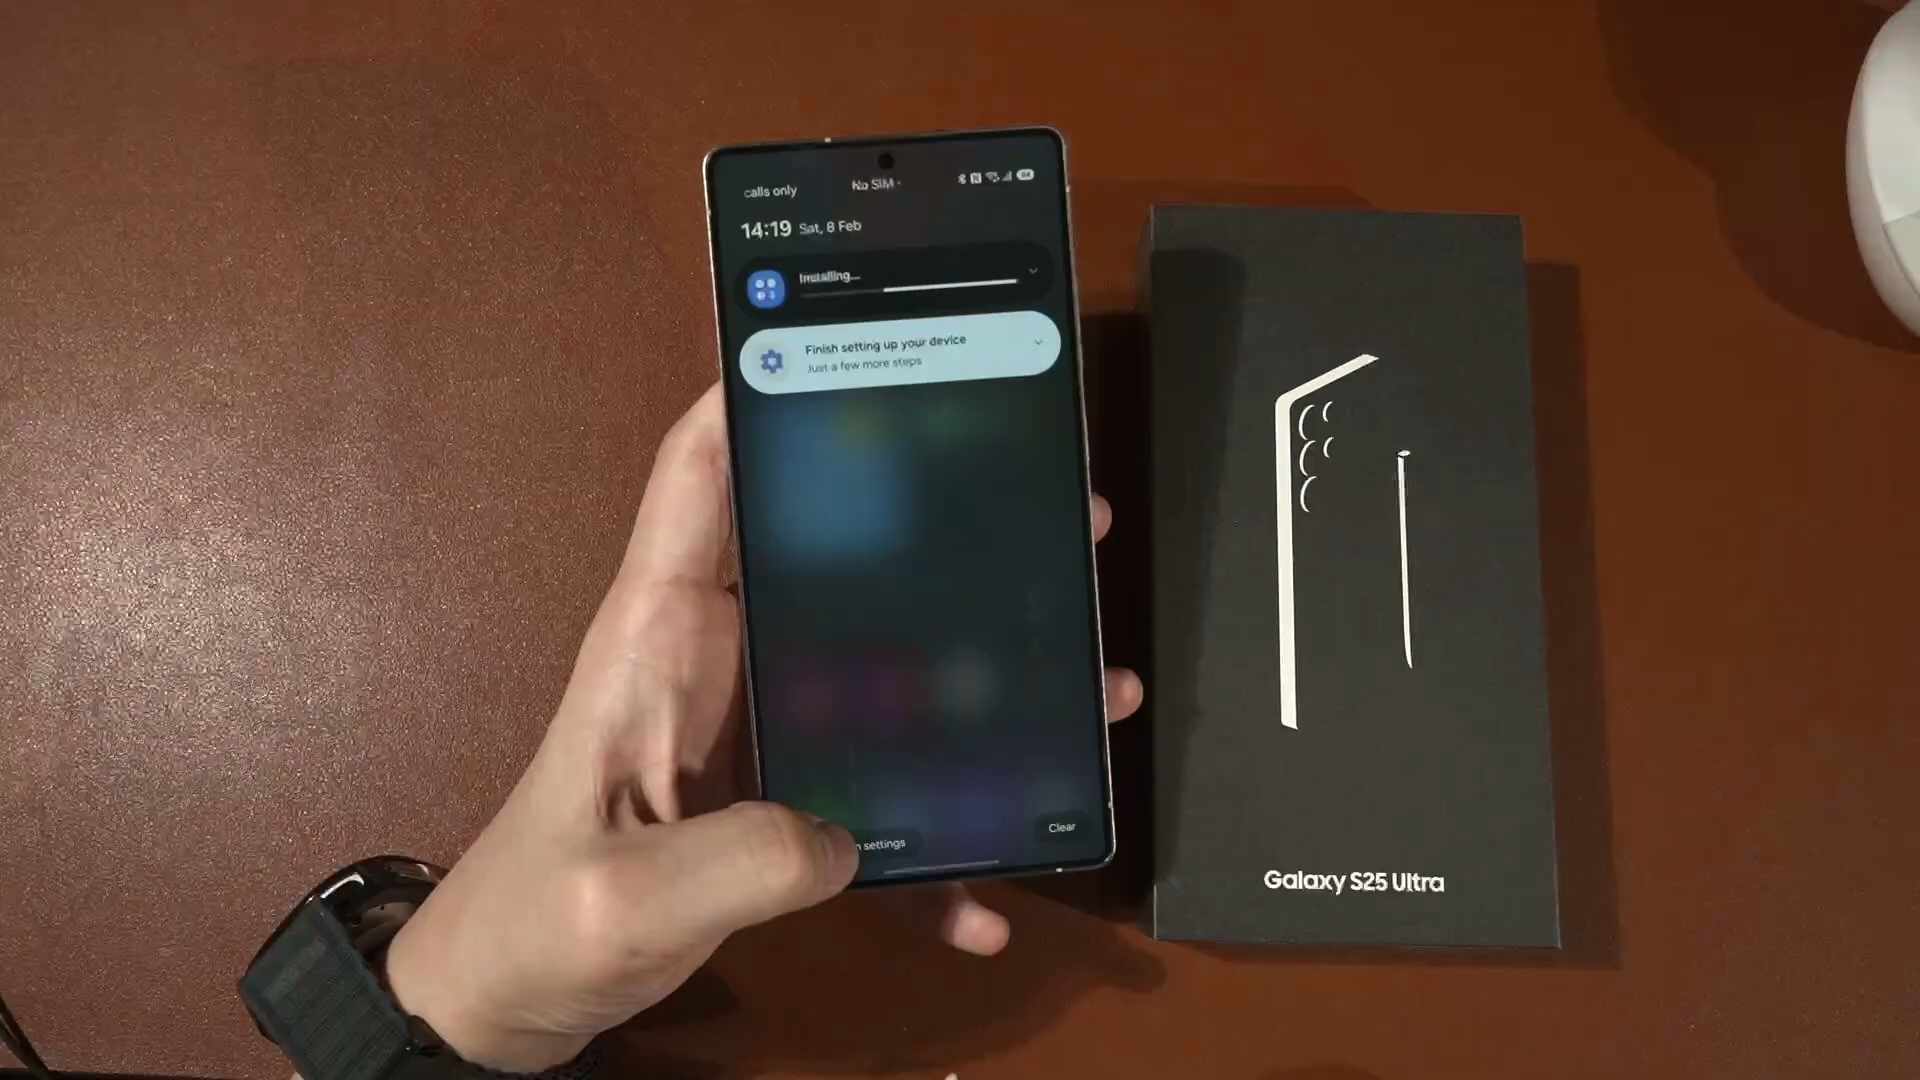 calls only
No SIM -
14:19 Sat, 8 Feb
Installing...
Finish setting up your device
Just a few more steps
n settings
Clear
Galaxy S25 Ultra